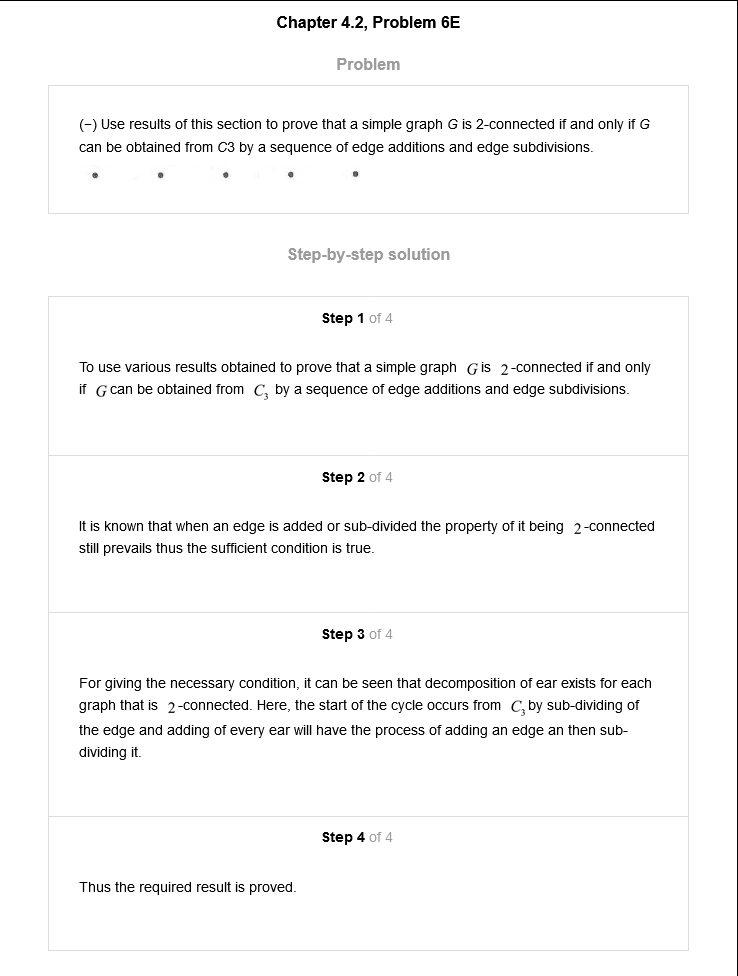 Chapter 4.2, Problem 6E
Problem
(−) Use results of this section to prove that a simple graph G is 2-connected if and only if G
can be obtained from C3 by a sequence of edge additions and edge subdivisions.
Step-by-step solution
Step 1 of 4
To use various results obtained to prove that a simple graph G is 2-connected if and only
if G can be obtained from C₃ by a sequence of edge additions and edge subdivisions.
Step 2 of 4
It is known that when an edge is added or sub-divided the property of it being 2-connected
still prevails thus the sufficient condition is true.
Step 3 of 4
For giving the necessary condition, it can be seen that decomposition of ear exists for each
graph that is 2-connected. Here, the start of the cycle occurs from C₃ by sub-dividing of
the edge and adding of every ear will have the process of adding an edge an then sub-
dividing it.
Step 4 of 4
Thus the required result is proved.